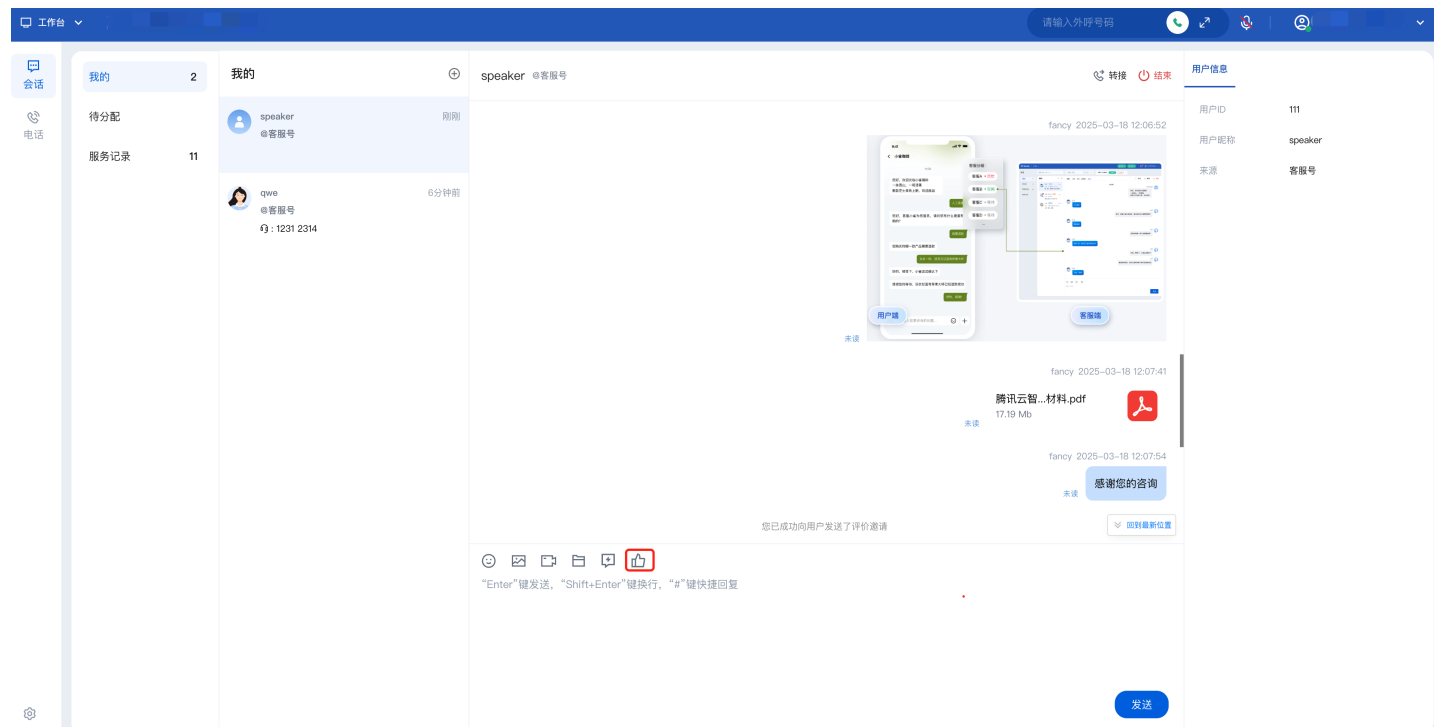 工作台
请输入外呼号码
会话
电话
我的 2
待分配
服务记录 11
我的
speaker 刚刚
@客服号
qwe 6分钟前
@客服号
: 1231 2314
speaker @客服号
转接 结束
fancy 2025-03-18 12:06:52
用户端
客服端
未读
fancy 2025-03-18 12:07:41
腾讯云智...材料.pdf
17.19 Mb
未读
fancy 2025-03-18 12:07:54
感谢您的咨询
未读
您已成功向用户发送了评价邀请
回到最新位置
“Enter”键发送，“Shift+Enter”键换行，“#”键快捷回复
发送
用户信息
用户ID 111
用户昵称 speaker
来源 客服号